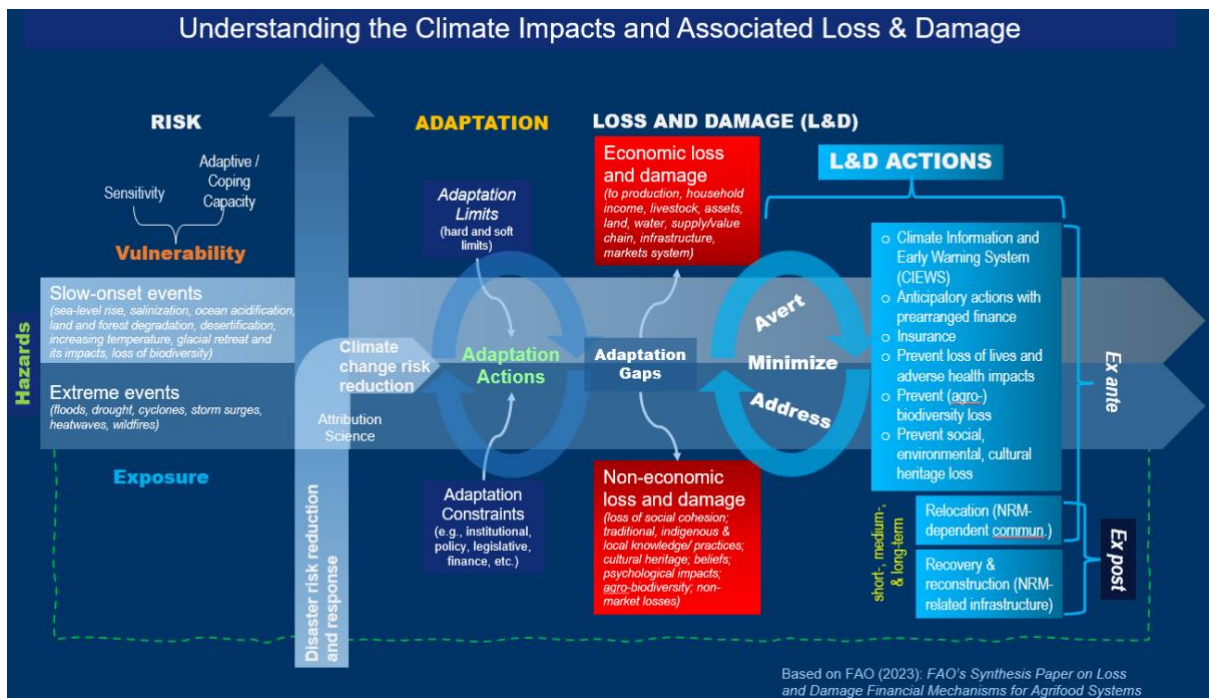 Understanding the Climate Impacts and Associated Loss & Damage
RISK
Sensitivity
Adaptive /
Coping
Capacity
Vulnerability
Hazards
Slow-onset events
(sea-level rise, salinization, ocean acidification,
land and forest degradation, desertification,
increasing temperature, glacial retreat and
its impacts, loss of biodiversity)
Extreme events
(floods, drought, cyclones, storm surges,
heatwaves, wildfires)
Exposure
Disaster risk reduction
and response
Climate
change risk
reduction
Attribution
Science
ADAPTATION
Adaptation
Limits
(hard and soft
limits)
Adaptation
Actions
Adaptation
Constraints
(e.g., institutional,
policy, legislative,
finance, etc.)
LOSS AND DAMAGE (L&D)
Economic loss
and damage
(to production, household
income, livestock, assets,
land, water, supply/value
chain, infrastructure,
markets system)
Adaptation
Gaps
Non-economic
loss and damage
(loss of social cohesion;
traditional, indigenous &
local knowledge/ practices;
cultural heritage; beliefs;
psychological impacts;
agro-biodiversity; non-
market losses)
L&D ACTIONS
Avert
Minimize
Address
o Climate Information and
Early Warning System
(CIEWS)
o Anticipatory actions with
prearranged finance
o Insurance
o Prevent loss of lives and
adverse health impacts
o Prevent (agro-)
biodiversity loss
o Prevent social,
environmental, cultural
heritage loss
Ex ante
short-, medium-,
& long-term
Relocation (NRM-
dependent commun.)
Recovery &
reconstruction (NRM-
related infrastructure)
Ex post
Based on FAO (2023): FAO's Synthesis Paper on Loss
and Damage Financial Mechanisms for Agrifood Systems